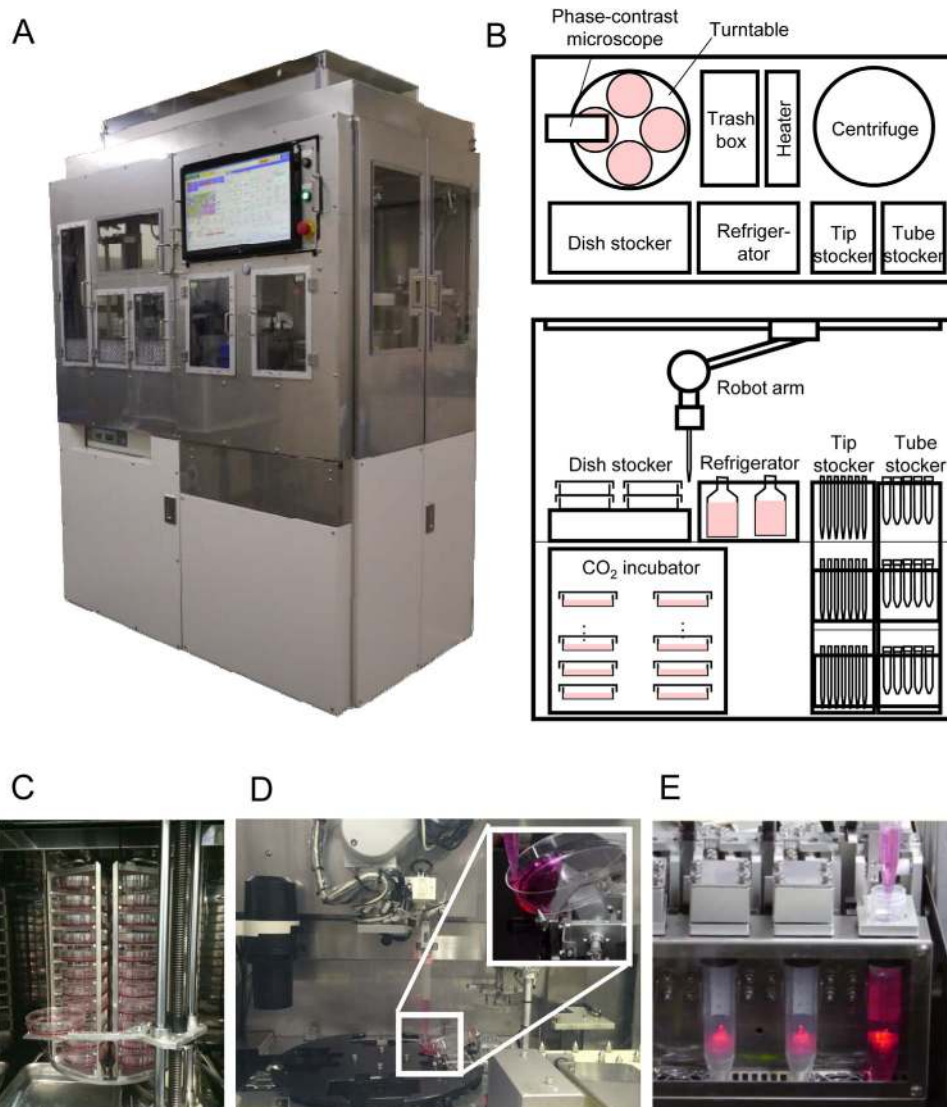 A
B
Phase-contrast
microscope
Turntable
Trash
box
Heater
Centrifuge
Dish stocker
Refriger-
ator
Tip
stocker
Tube
stocker
Robot arm
Dish stocker
Refrigerator
Tip
stocker
Tube
stocker
CO₂ incubator
C
D
E